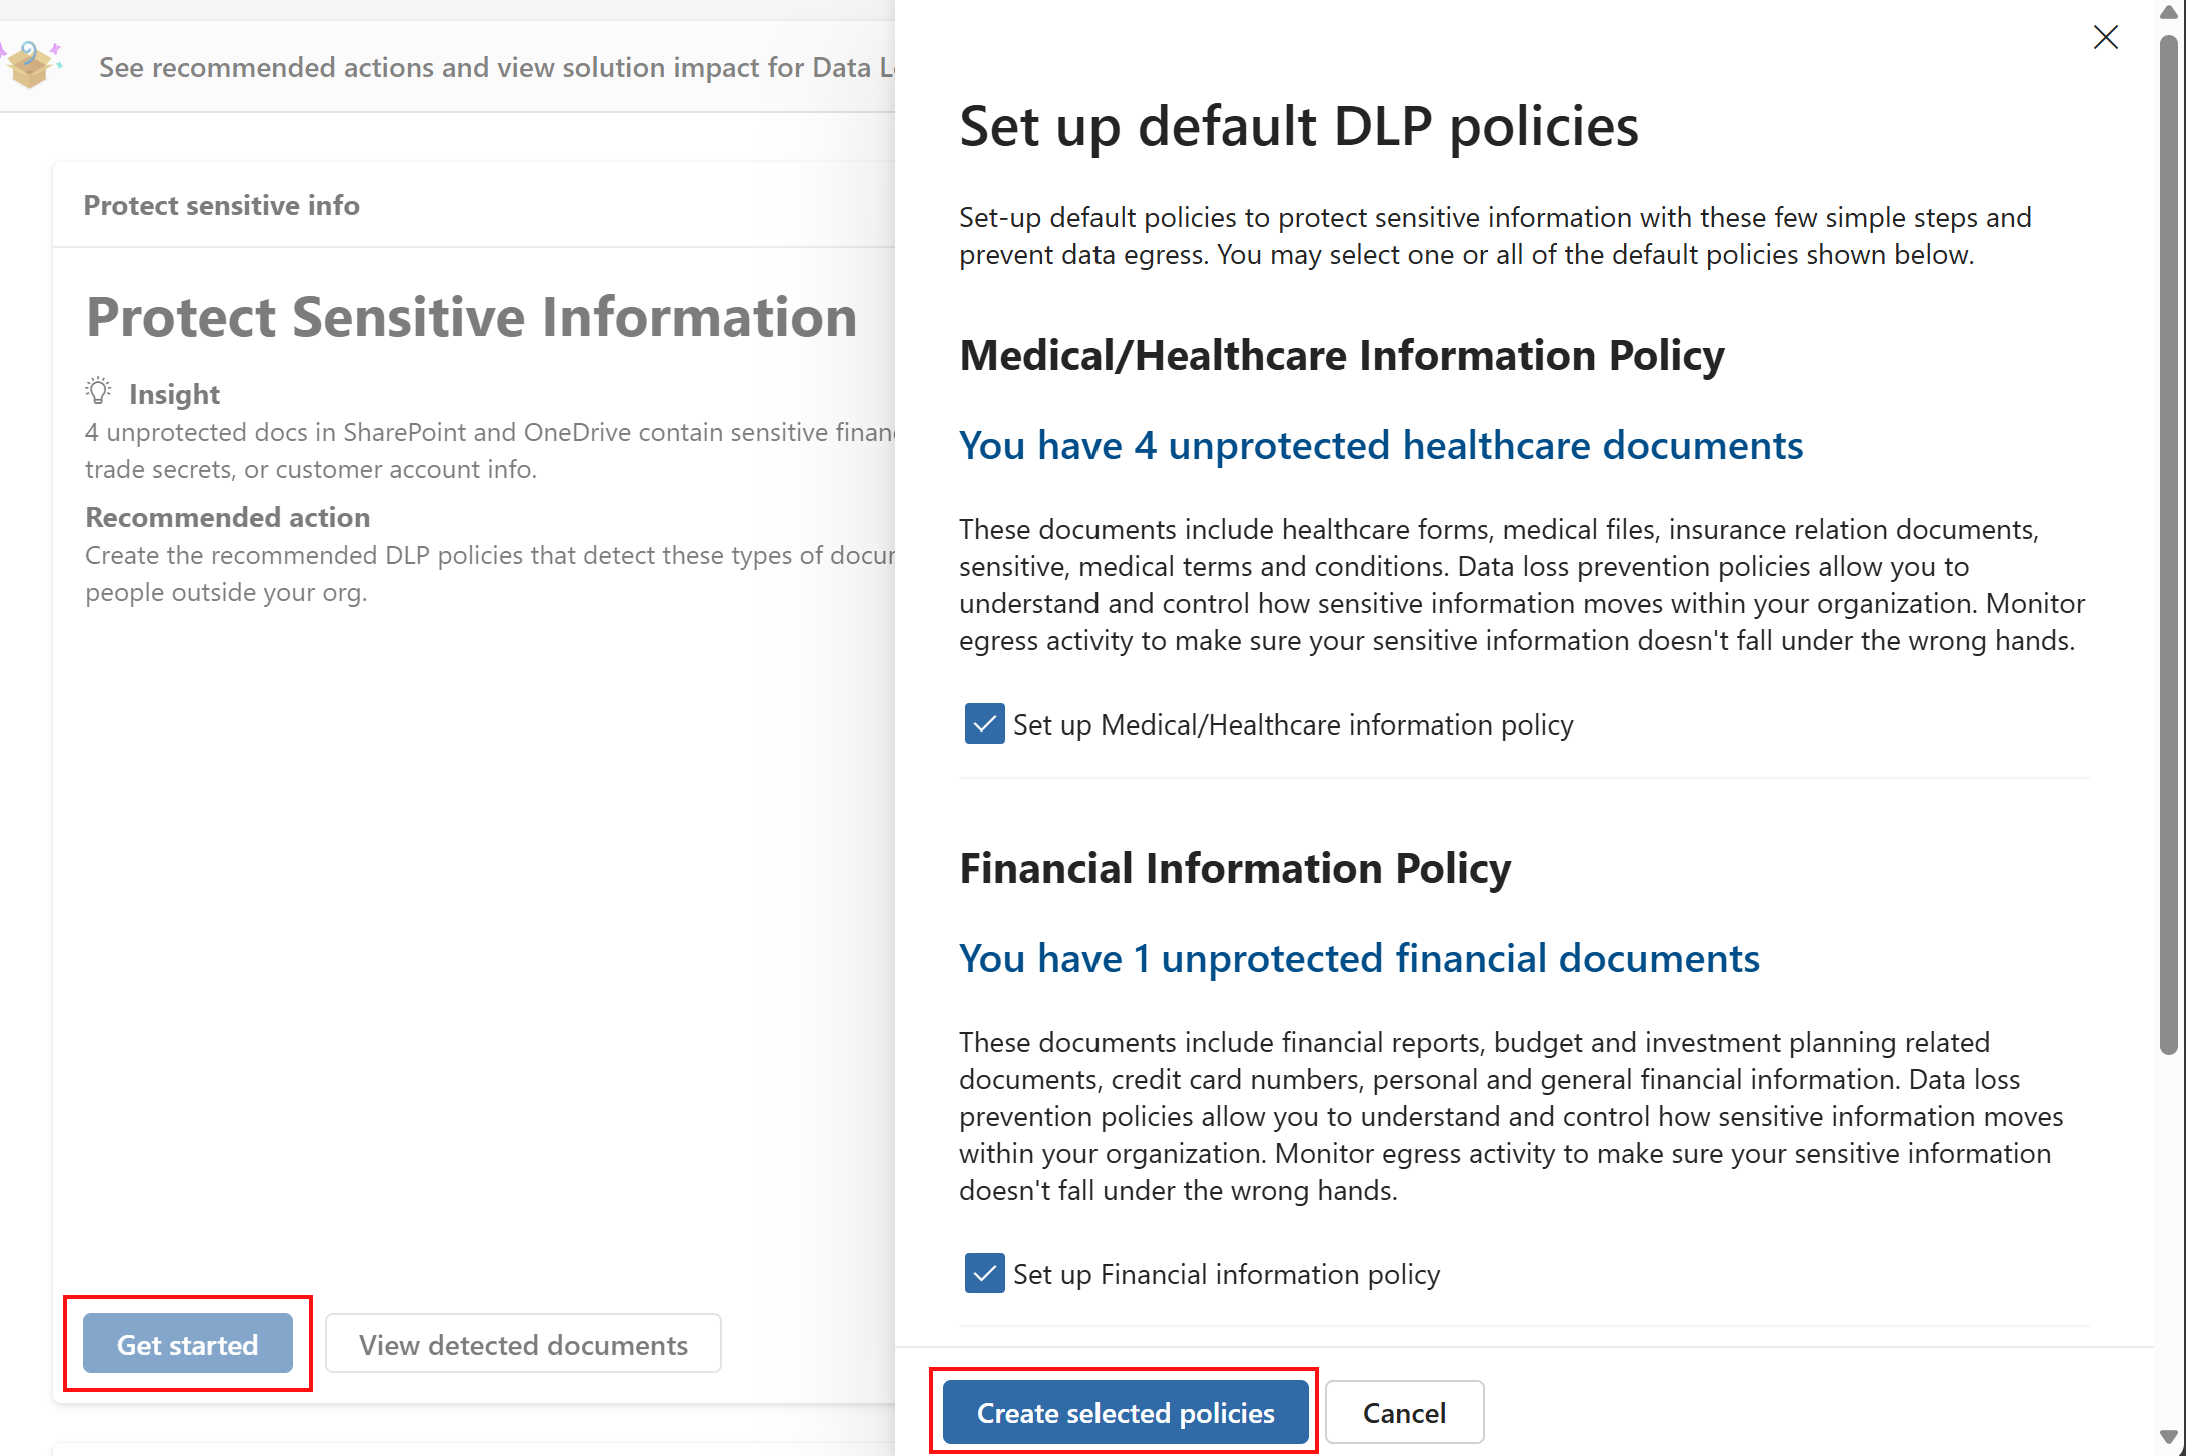 See recommended actions and view solution impact for Data L
Protect sensitive info
Protect Sensitive Information
Insight
4 unprotected docs in SharePoint and OneDrive contain sensitive
trade secrets, or customer account info.
Recommended action
Create the recommended DLP policies that detect these types of
people outside your org.
Get started
View detected documents
Set up default DLP policies
Set-up default policies to protect sensitive information with these few simple steps and
prevent data egress. You may select one or all of the default policies shown below.
Medical/Healthcare Information Policy
You have 4 unprotected healthcare documents
These documents include healthcare forms, medical files, insurance relation documents,
sensitive, medical terms and conditions. Data loss prevention policies allow you to
understand and control how sensitive information moves within your organization. Monitor
egress activity to make sure your sensitive information doesn't fall under the wrong hands.
Set up Medical/Healthcare information policy
Financial Information Policy
You have 1 unprotected financial documents
These documents include financial reports, budget and investment planning related
documents, credit card numbers, personal and general financial information. Data loss
prevention policies allow you to understand and control how sensitive information moves
within your organization. Monitor egress activity to make sure your sensitive information
doesn't fall under the wrong hands.
Set up Financial information policy
Create selected policies
Cancel